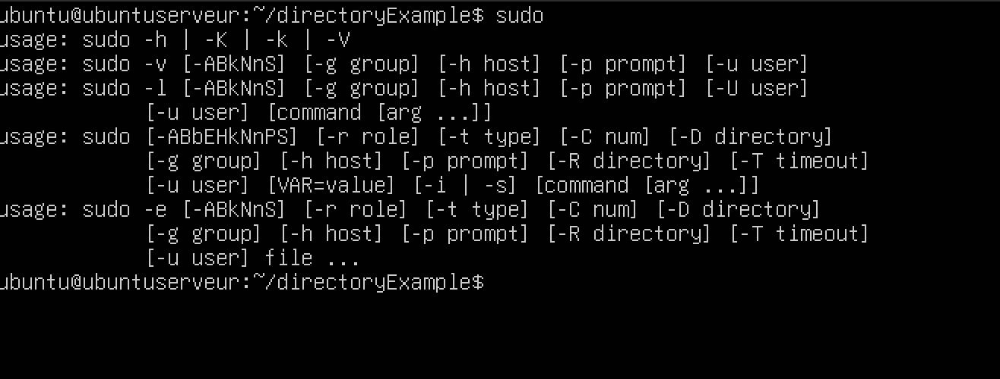 ubuntu@ubuntuserveur:~/directoryExample$ sudo
usage: sudo -h | -K | -k | -V
usage: sudo -v [-ABkNnS] [-g group] [-h host] [-p prompt] [-u user]
usage: sudo -l [-ABkNnS] [-g group] [-h host] [-p prompt] [-U user]
[-u user] [command [arg ...]]
usage: sudo [-ABbEHkNnPS] [-r role] [-t type] [-C num] [-D directory]
[-g group] [-h host] [-p prompt] [-R directory] [-T timeout]
[-u user] [VAR=value] [-i | -s] [command [arg ...]]
usage: sudo -e [-ABkNnS] [-r role] [-t type] [-C num] [-D directory]
[-g group] [-h host] [-p prompt] [-R directory] [-T timeout]
[-u user] file ...
ubuntu@ubuntuserveur:~/directoryExample$